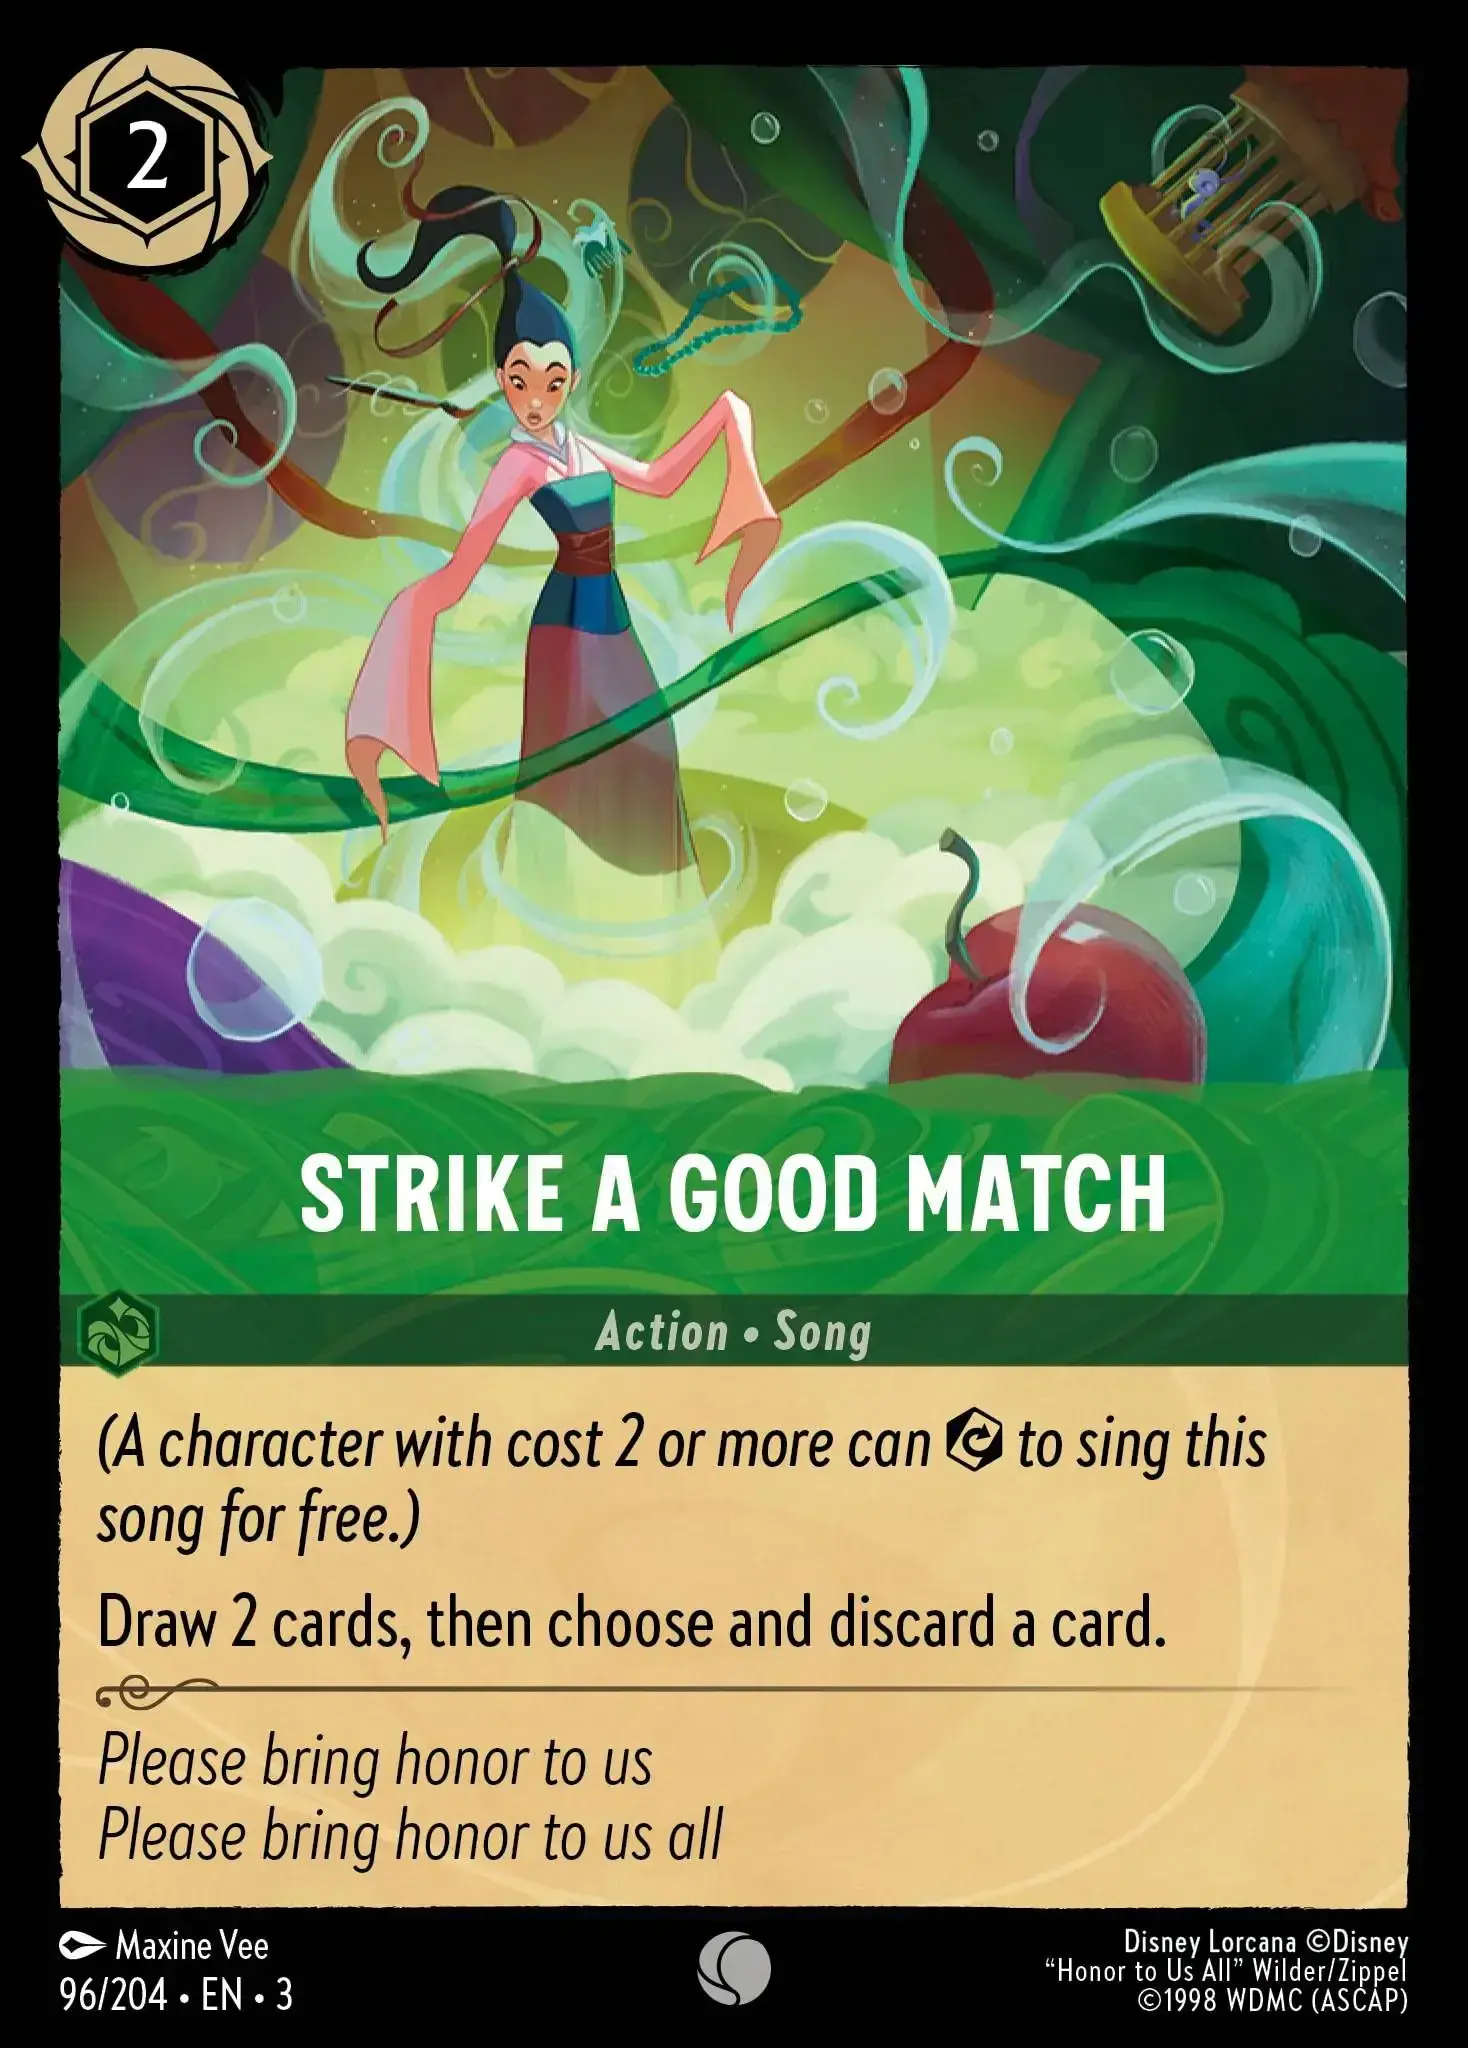 2
STRIKE A GOOD MATCH
Action • Song
(A character with cost 2 or more can to sing this
song for free.)
Draw 2 cards, then choose and discard a card.
Please bring honor to us
Please bring honor to us all
Maxine Vee
96/204 • EN • 3
Disney Lorcana ©Disney
“Honor to Us All” Wilder/Zippel
©1998 WDMC (ASCAP)